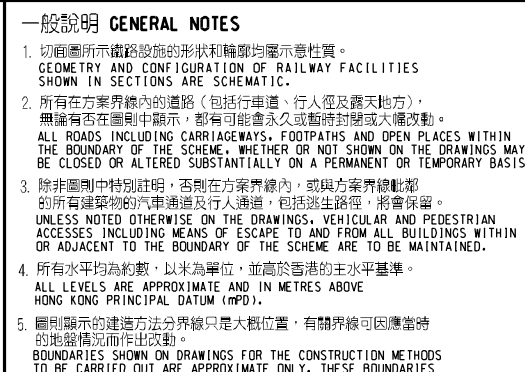 一般說明 GENERAL NOTES
1. 切面圖所示鐵路設施的形狀和輪廓均屬示意性質。
GEOMETRY AND CONFIGURATION OF RAILWAY FACILITIES
SHOWN IN SECTIONS ARE SCHEMATIC.
2. 所有在方案界線內的道路（包括行車道、行人徑及露天地方），
無論有否在圖則中顯示，都有可能會永久或暫時封閉或大幅改動。
ALL ROADS INCLUDING CARRIAGEWAYS, FOOTPATHS AND OPEN PLACES WITHIN
THE BOUNDARY OF THE SCHEME, WHETHER OR NOT SHOWN ON THE DRAWINGS MAY
BE CLOSED OR ALTERED SUBSTANTIALLY ON A PERMANENT OR TEMPORARY BASIS
3. 除非圖則中特別註明，否則在方案界線內，或與方案界線毗鄰
的所有建築物的汽車通道及行人通道，包括逃生路徑，將會保留。
UNLESS NOTED OTHERWISE ON THE DRAWINGS, VEHICULAR AND PEDESTRIAN
ACCESSES INCLUDING MEANS OF ESCAPE TO AND FROM ALL BUILDINGS WITHIN
OR ADJACENT TO THE BOUNDARY OF THE SCHEME ARE TO BE MAINTAINED.
4. 所有水平均為約數，以米為單位，並高於香港的主水平基準。
ALL LEVELS ARE APPROXIMATE AND IN METRES ABOVE
HONG KONG PRINCIPAL DATUM (mPD).
5. 圖則顯示的建造方法分界線只是大概位置，有關界線可因應當時
的地盤情況而作出改動。
BOUNDARIES SHOWN ON DRAWINGS FOR THE CONSTRUCTION METHODS
TO BE CARRIED OUT ARE APPROXIMATE ONLY. THESE BOUNDARIES